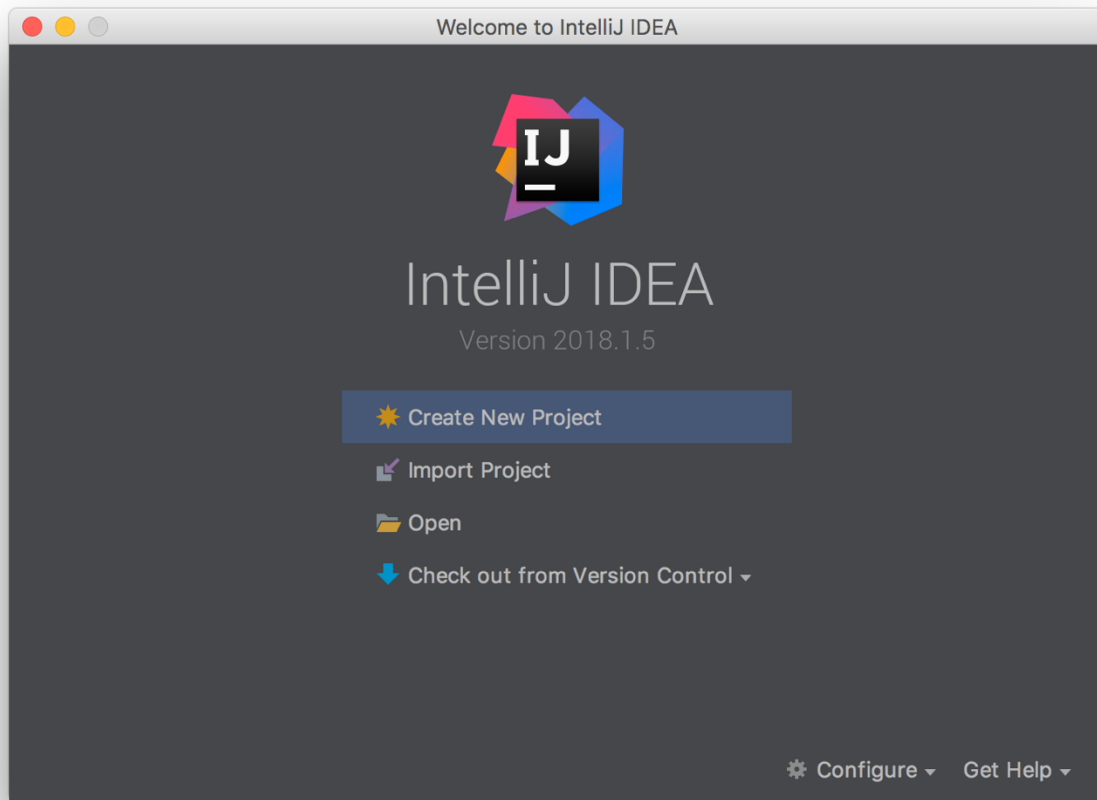 Welcome to IntelliJ IDEA
IJ
IntelliJ IDEA
Version 2018.1.5
Create New Project
Import Project
Open
Check out from Version Control
Configure Get Help